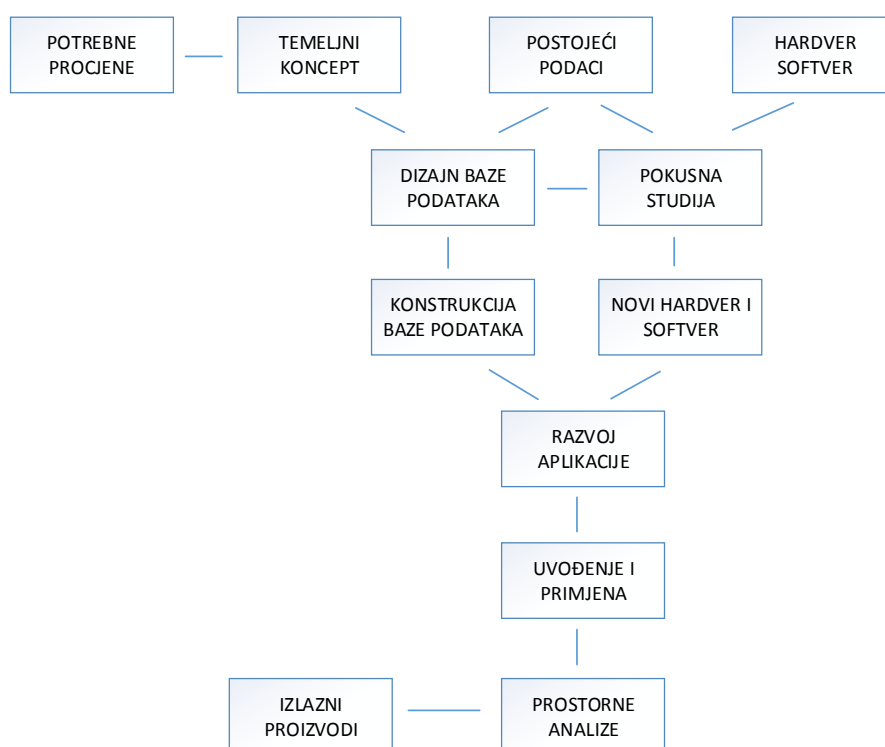 POTREBNE
PROCJENE
TEMELJNI
KONCEPT
POSTOJEĆI
PODACI
HARDVER
SOFTVER
DIZAJN BAZE
PODATAKA
POKUSNA
STUDIJA
KONSTRUKCIJA
BAZE PODATAKA
NOVI HARDVER I
SOFTVER
RAZVOJ
APLIKACIJE
UVOĐENJE I
PRIMJENA
IZLAZNI
PROIZVODI
PROSTORNE
ANALIZE